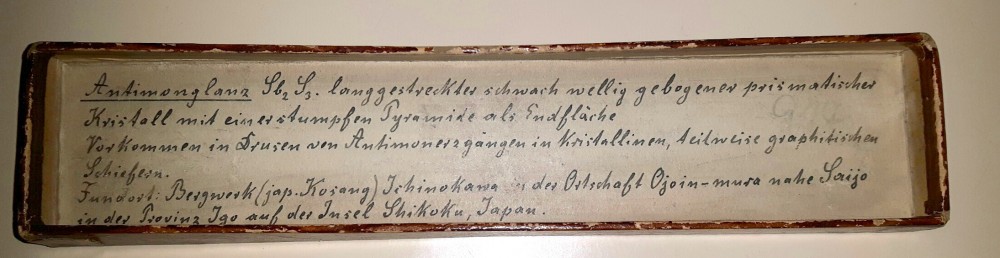 Antimonglanz Sb2 S3. langgestreckter schwach wellig gebogener prismatischer
Kristall mit einer stumpfen Pyramide als Endfläche
Vorkommen in Drusen von Antimonerzgängen in kristallinen, teilweise graphitischen
Schiefern.
Fundort: Bergwerk (jap. Kosang) Ichinokawa in der Ortschaft Ojoin-mura nahe Saijo
in der Provinz Igo auf der Insel Shikoku, Japan.